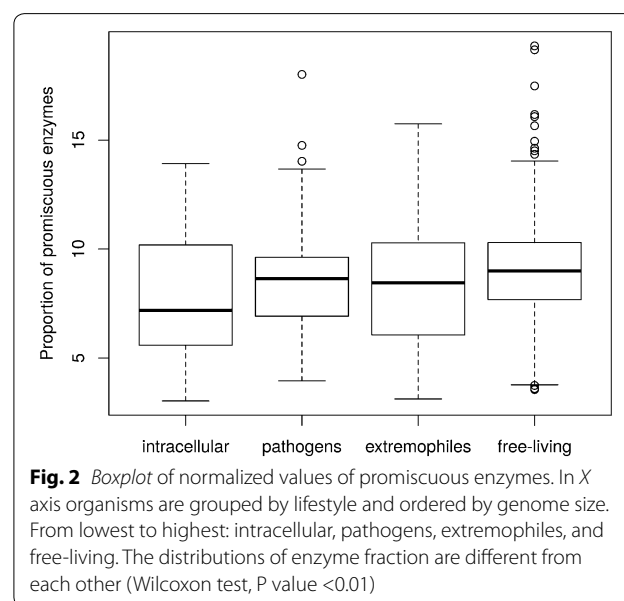 Proportion of promiscuous enzymes
15
10
5
intracellular pathogens extremophiles free-living
Fig. 2 Boxplot of normalized values of promiscuous enzymes. In X
axis organisms are grouped by lifestyle and ordered by genome size.
From lowest to highest: intracellular, pathogens, extremophiles, and
free-living. The distributions of enzyme fraction are different from
each other (Wilcoxon test, P value <0.01)